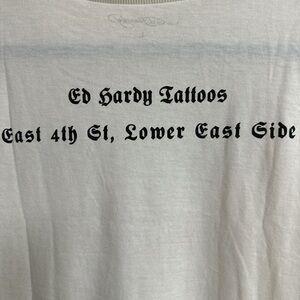 Ed Hardy Tattoos
East 4th St, Lower East Side